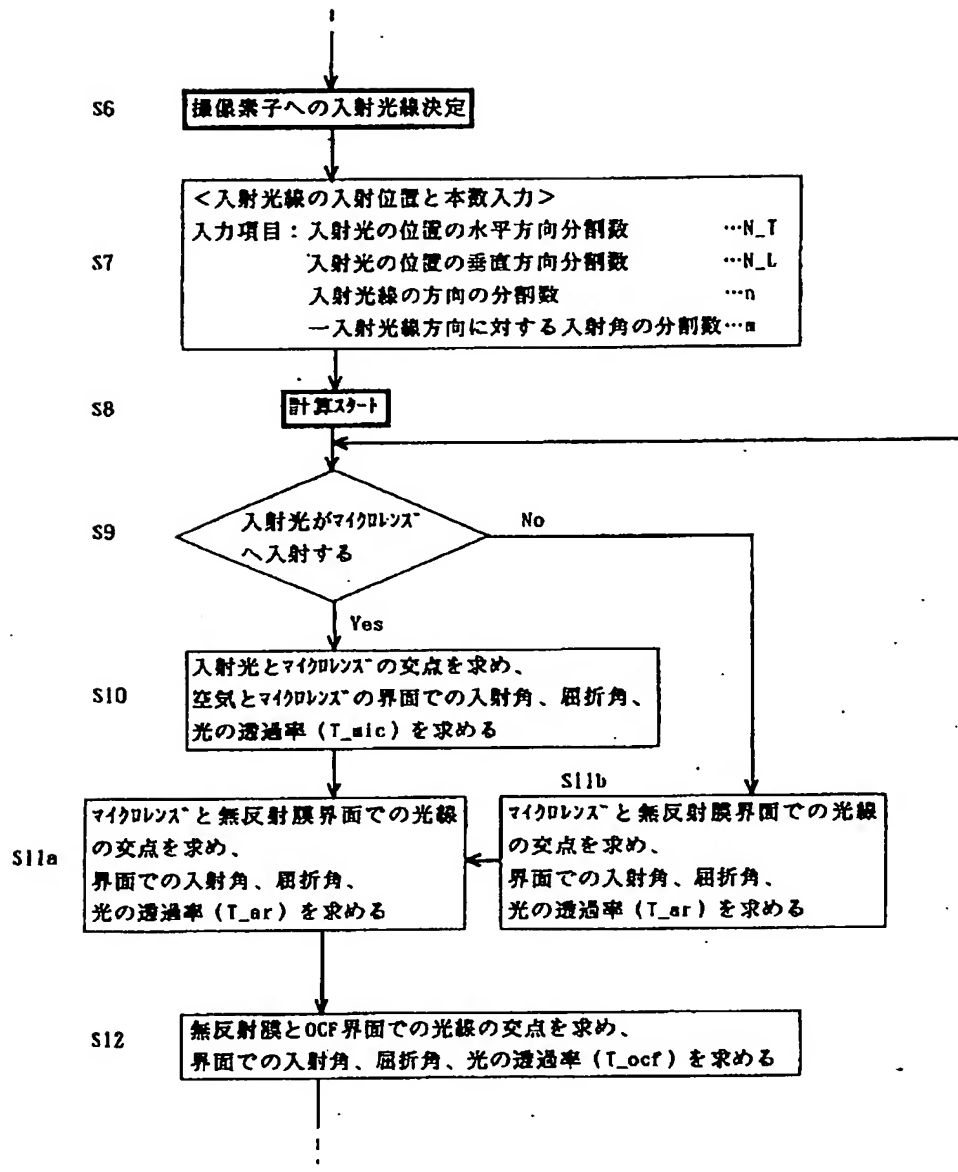 S6
撮像素子への入射光線決定
S7
＜入射光線の入射位置と本数入力＞
入力項目：入射光の位置の水平方向分割数 …N_T
入射光の位置の垂直方向分割数 …N_L
入射光線の方向の分割数 …n
一入射光線方向に対する入射角の分割数…m
S8
計算ｽﾀｰﾄ
S9
入射光がﾏｲｸﾛﾚﾝｽﾞ
へ入射する
No
Yes
S10
入射光とﾏｲｸﾛﾚﾝｽﾞの交点を求め、
空気とﾏｲｸﾛﾚﾝｽﾞの界面での入射角、屈折角、
光の透過率（T_mic）を求める
S11a
ﾏｲｸﾛﾚﾝｽﾞと無反射膜界面での光線
の交点を求め、
界面での入射角、屈折角、
光の透過率（T_ar）を求める
S11b
ﾏｲｸﾛﾚﾝｽﾞと無反射膜界面での光線
の交点を求め、
界面での入射角、屈折角、
光の透過率（T_ar）を求める
S12
無反射膜とOCF界面での光線の交点を求め、
界面での入射角、屈折角、光の透過率（T_ocf）を求める